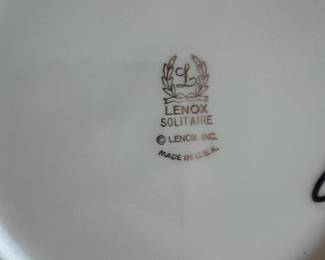 L
LENOX
SOLITAIRE
© LENOX INC.
MADE IN U.S.A.